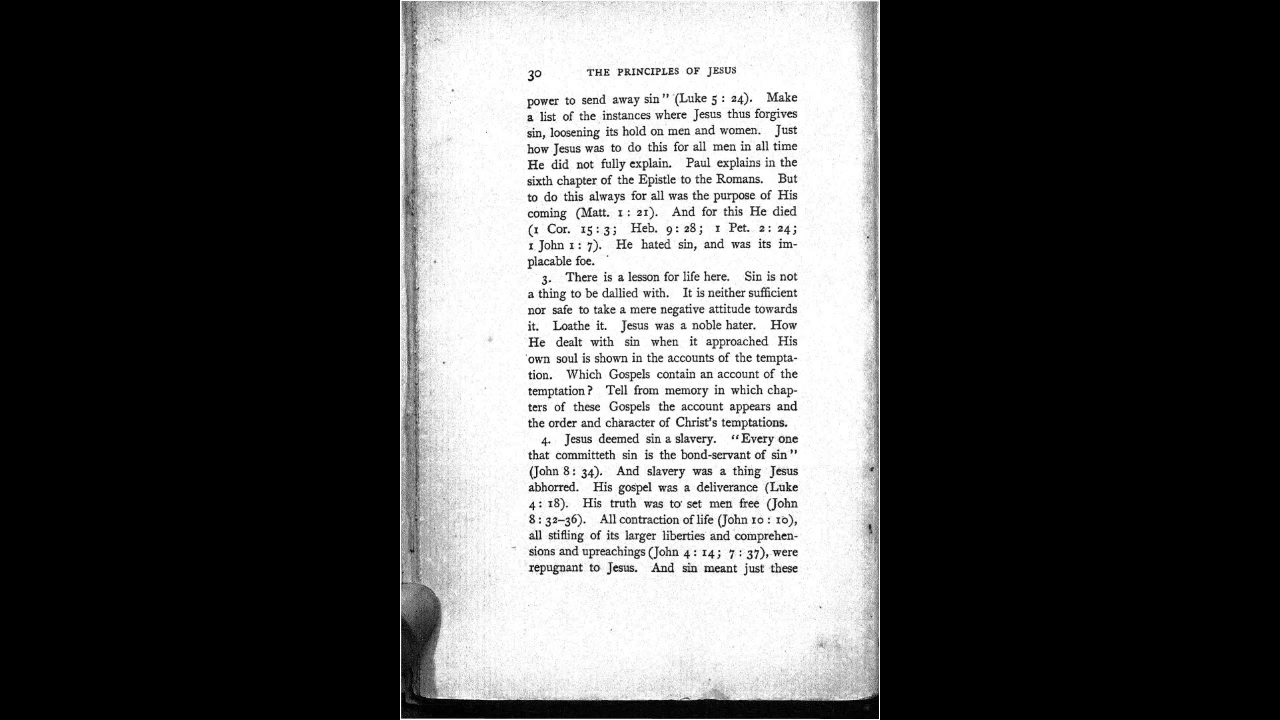 30 THE PRINCIPLES OF JESUS
power to send away sin" (Luke 5 : 24). Make
a list of the instances where Jesus thus forgives
sin, loosening its hold on men and women. Just
how Jesus was to do this for all men in all time
He did not fully explain. Paul explains in the
sixth chapter of the Epistle to the Romans. But
to do this always for all was the purpose of His
coming (Matt. 1 : 21). And for this He died
(1 Cor. 15 : 3; Heb. 9 : 28; 1 Pet. 2 : 24;
1 John 1 : 7). He hated sin, and was its im-
placable foe.
3. There is a lesson for life here. Sin is not
a thing to be dallied with. It is neither sufficient
nor safe to take a mere negative attitude towards
it. Loathe it. Jesus was a noble hater. How
He dealt with sin when it approached His
own soul is shown in the accounts of the tempta-
tion. Which Gospels contain an account of the
temptation? Tell from memory in which chap-
ters of these Gospels the account appears and
the order and character of Christ's temptations.
4. Jesus deemed sin a slavery. "Every one
that committeth sin is the bond-servant of sin"
(John 8 : 34). And slavery was a thing Jesus
abhorred. His gospel was a deliverance (Luke
4 : 18). His truth was to set men free (John
8 : 32–36). All contraction of life (John 10 : 10),
all stifling of its larger liberties and comprehen-
sions and upreachings (John 4 : 14; 7 : 37), were
repugnant to Jesus. And sin meant just these